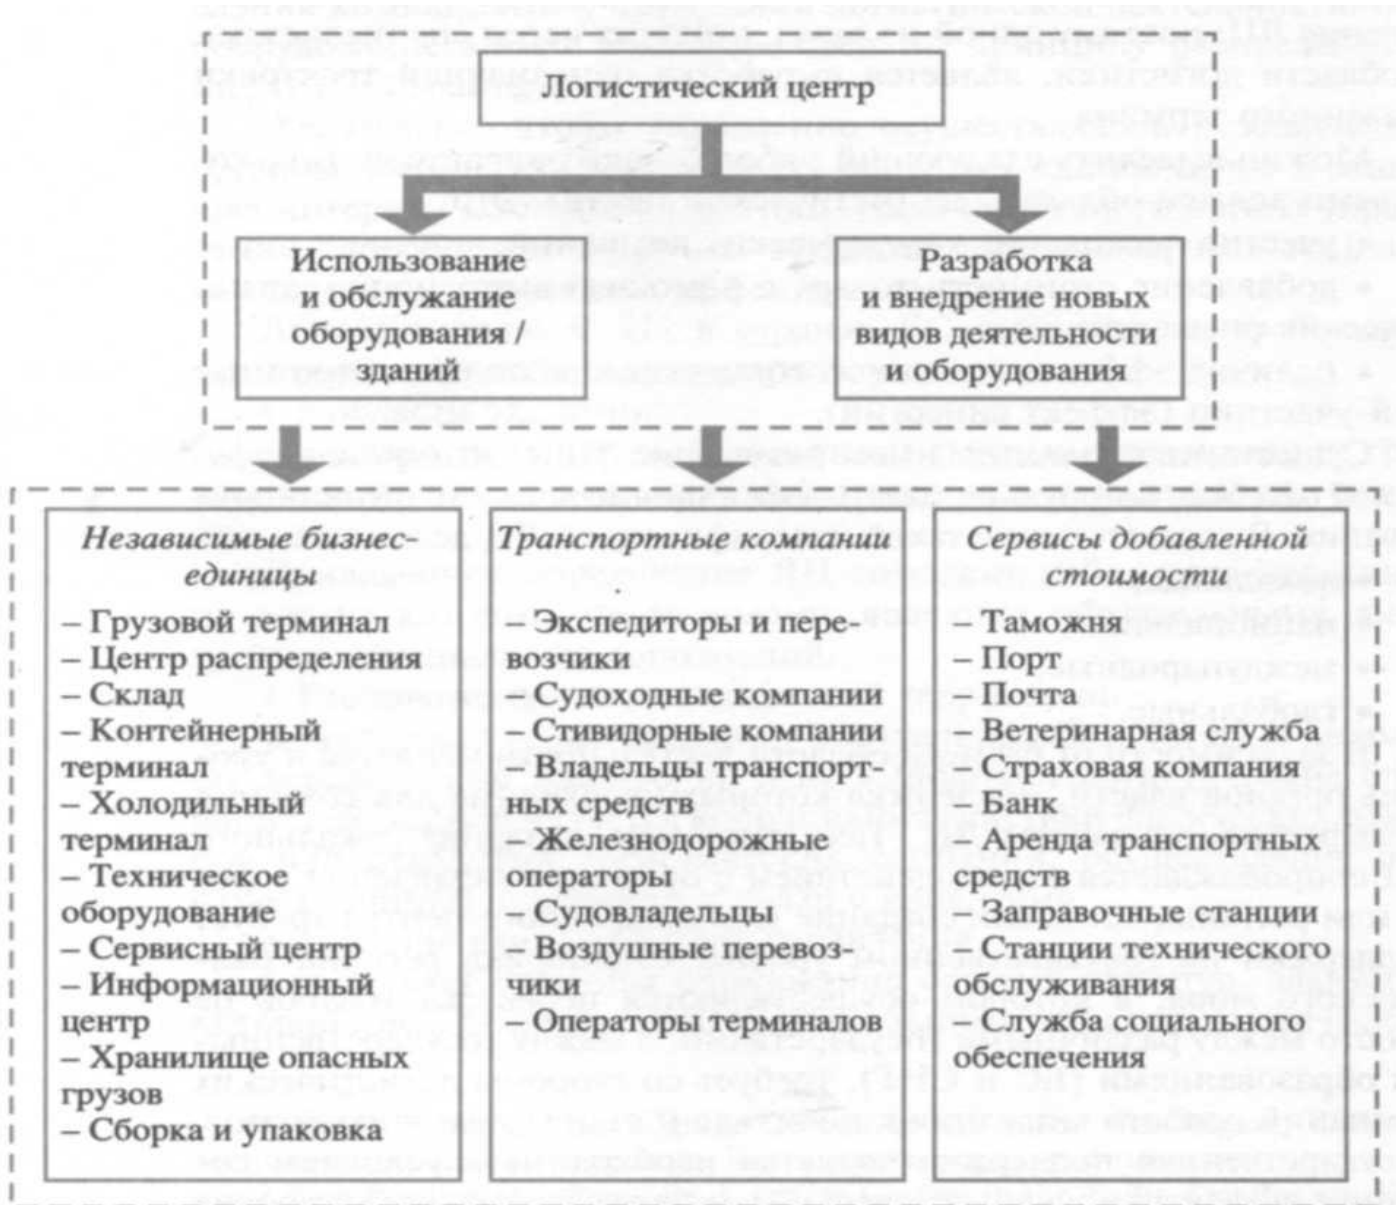 Логистический центр
Использование
и обслужание
оборудования /
зданий
Разработка
и внедрение новых
видов деятельности
и оборудования
Независимые бизнес-
единицы
– Грузовой терминал
– Центр распределения
– Склад
– Контейнерный
терминал
– Холодильный
терминал
– Техническое
оборудование
– Сервисный центр
– Информационный
центр
– Хранилище опасных
грузов
– Сборка и упаковка
Транспортные компании
– Экспедиторы и пере-
возчики
– Судоходные компании
– Стивидорные компании
– Владельцы транспорт-
ных средств
– Железнодорожные
операторы
– Судовладельцы
– Воздушные перевоз-
чики
– Операторы терминалов
Сервисы добавленной
стоимости
– Таможня
– Порт
– Почта
– Ветеринарная служба
– Страховая компания
– Банк
– Аренда транспортных
средств
– Заправочные станции
– Станции технического
обслуживания
– Служба социального
обеспечения